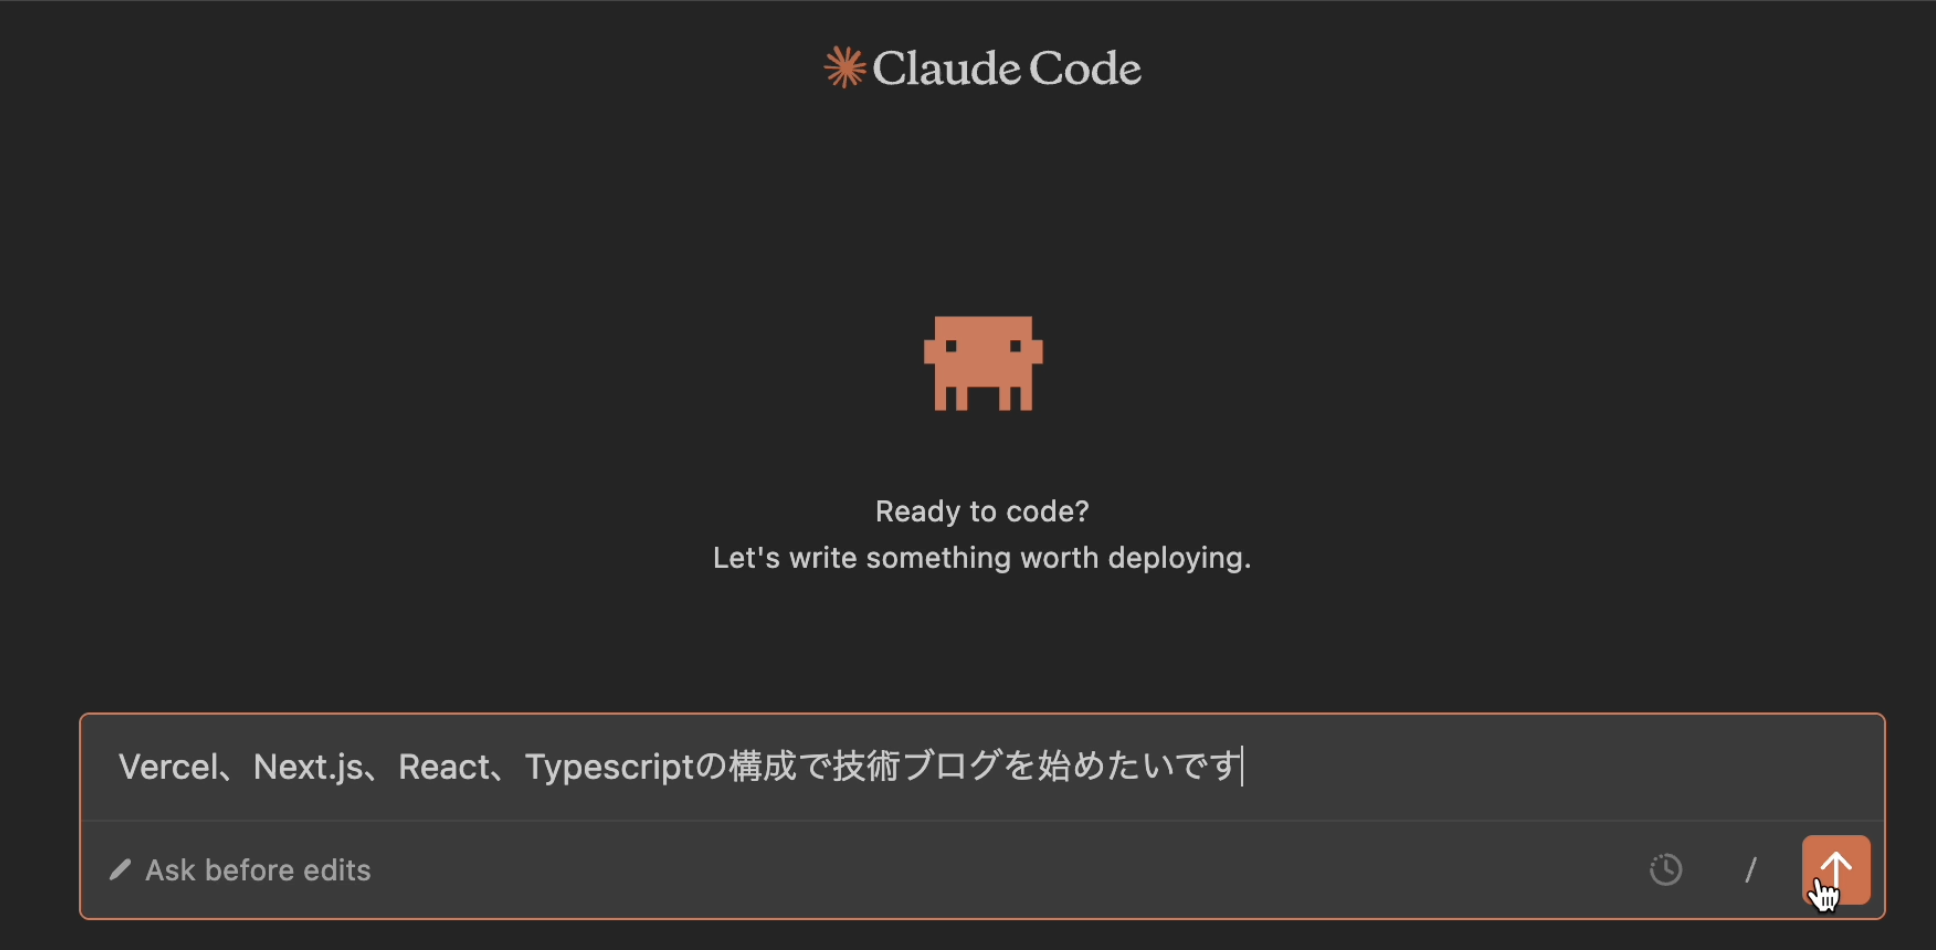 Claude Code
Ready to code?
Let's write something worth deploying.
Vercel、Next.js、React、Typescriptの構成で技術ブログを始めたいです
Ask before edits
/